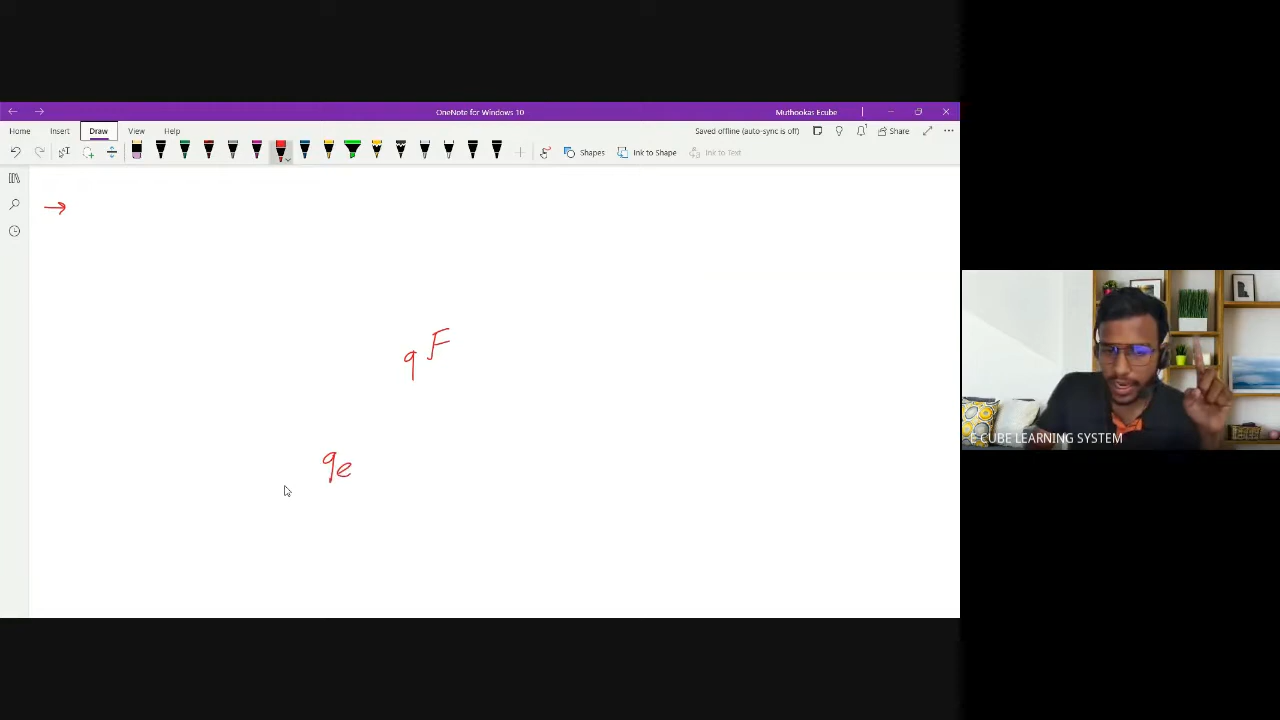 OneNote for Windows 10
Muthookas Ecube
Home Insert Draw View Help
Saved offline (auto-sync is off)
Share
Shapes
Ink to Shape
Ink to Text
→
qF
qe
E CUBE LEARNING SYSTEM